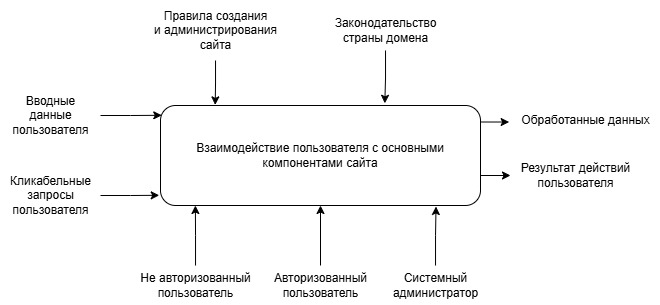 Правила создания
и администрирования
сайта
Законодательство
страны домена
Вводные
данные
пользователя
Взаимодействие пользователя с основными
компонентами сайта
Обработанные данных
Кликабельные
запросы
пользователя
Результат действий
пользователя
Не авторизованный
пользователь
Авторизованный
пользователь
Системный
администратор